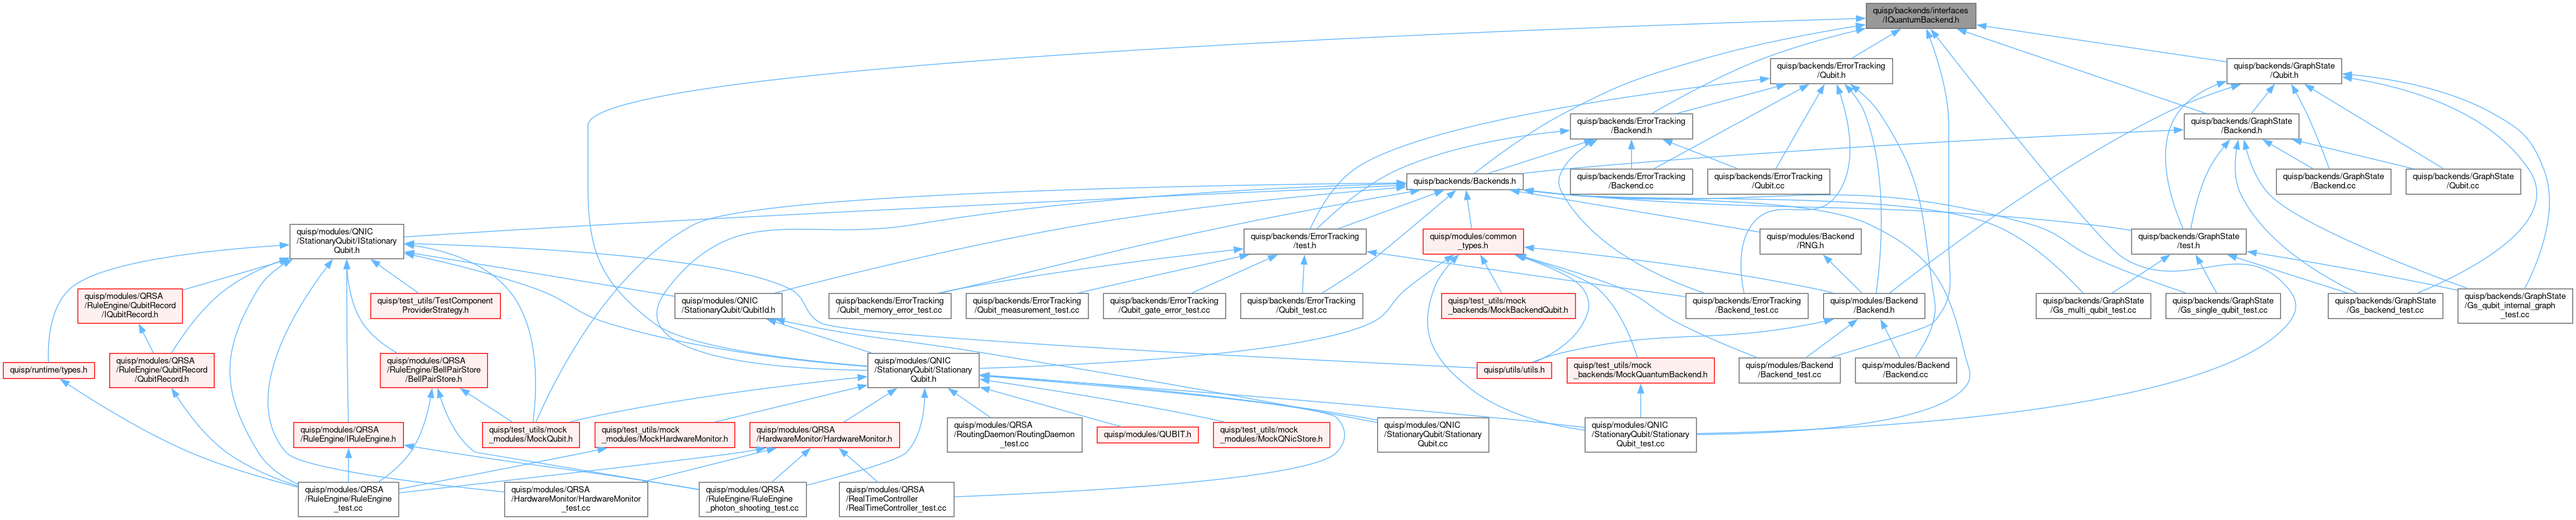 quisp/backends/interfaces
/IQuantumBackend.h
quisp/backends/ErrorTracking
/Qubit.h
quisp/backends/GraphState
/Qubit.h
quisp/backends/ErrorTracking
/Backend.h
quisp/backends/GraphState
/Backend.h
quisp/backends/Backends.h
quisp/backends/ErrorTracking
/Backend.cc
quisp/backends/ErrorTracking
/Qubit.cc
quisp/backends/GraphState
/Backend.cc
quisp/backends/GraphState
/Qubit.cc
quisp/modules/QNIC
/StationaryQubit/IStationary
Qubit.h
quisp/backends/ErrorTracking
/test.h
quisp/modules/common
_types.h
quisp/modules/Backend
/RNG.h
quisp/backends/GraphState
/test.h
quisp/modules/QRSA
/RuleEngine/QubitRecord
/IQubitRecord.h
quisp/test_utils/TestComponent
ProviderStrategy.h
quisp/modules/QNIC
/StationaryQubit/QubitId.h
quisp/backends/ErrorTracking
/Qubit_memory_error_test.cc
quisp/backends/ErrorTracking
/Qubit_measurement_test.cc
quisp/backends/ErrorTracking
/Qubit_gate_error_test.cc
quisp/backends/ErrorTracking
/Qubit_test.cc
quisp/test_utils/mock
_backends/MockBackendQubit.h
quisp/backends/ErrorTracking
/Backend_test.cc
quisp/modules/Backend
/Backend.h
quisp/backends/GraphState
/Gs_multi_qubit_test.cc
quisp/backends/GraphState
/Gs_single_qubit_test.cc
quisp/backends/GraphState
/Gs_backend_test.cc
quisp/backends/GraphState
/Gs_qubit_internal_graph
_test.cc
quisp/runtime/types.h
quisp/modules/QRSA
/RuleEngine/QubitRecord
/QubitRecord.h
quisp/modules/QRSA
/RuleEngine/BellPairStore
/BellPairStore.h
quisp/modules/QNIC
/StationaryQubit/Stationary
Qubit.h
quisp/utils/utils.h
quisp/test_utils/mock
_backends/MockQuantumBackend.h
quisp/modules/Backend
/Backend_test.cc
quisp/modules/Backend
/Backend.cc
quisp/modules/QRSA
/RuleEngine/IRuleEngine.h
quisp/test_utils/mock
_modules/MockQubit.h
quisp/test_utils/mock
_modules/MockHardwareMonitor.h
quisp/modules/QRSA
/HardwareMonitor/HardwareMonitor.h
quisp/modules/QRSA
/RoutingDaemon/RoutingDaemon
_test.cc
quisp/modules/QUBIT.h
quisp/test_utils/mock
_modules/MockQNicStore.h
quisp/modules/QNIC
/StationaryQubit/Stationary
Qubit.cc
quisp/modules/QNIC
/StationaryQubit/Stationary
Qubit_test.cc
quisp/modules/QRSA
/RuleEngine/RuleEngine
_test.cc
quisp/modules/QRSA
/HardwareMonitor/HardwareMonitor
_test.cc
quisp/modules/QRSA
/RuleEngine/RuleEngine
_photon_shooting_test.cc
quisp/modules/QRSA
/RealTimeController
/RealTimeController_test.cc